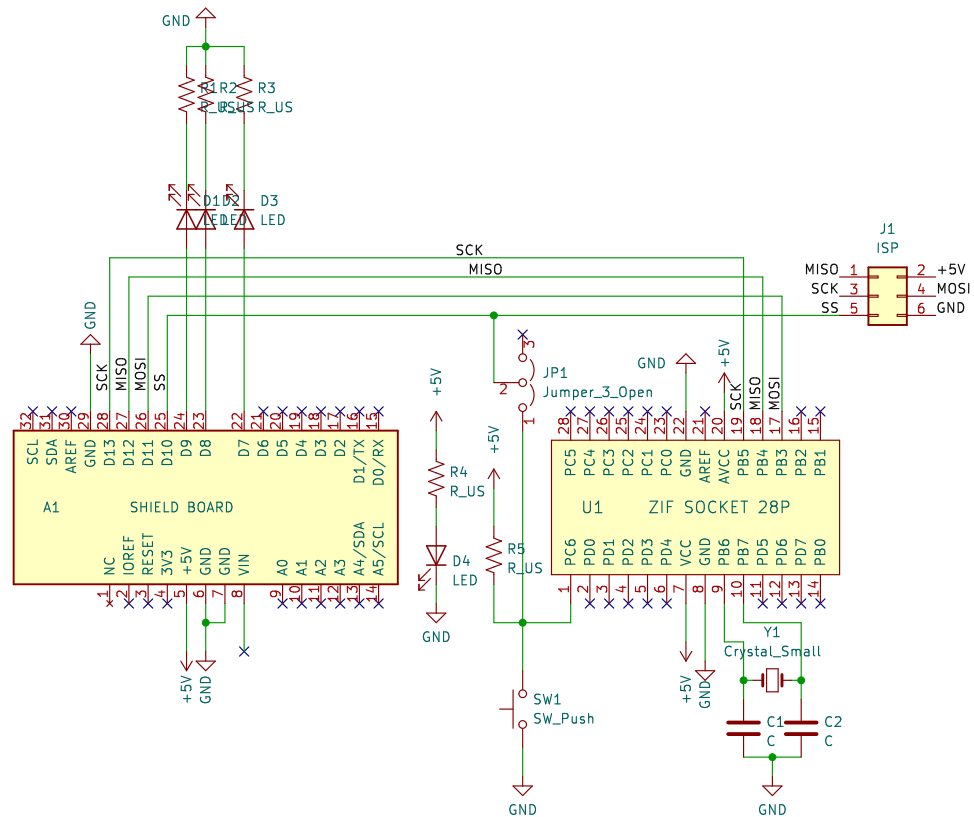 GND
R1 R2 R3
R_US R_US R_US
D1 D2 D3
LED LED LED
SCK
MISO
J1
ISP
MISO 1 2 +5V
SCK 3 4 MOSI
SS 5 6 GND
GND
SCK
MISO
MOSI
SS
+5V
+5V
3
2
1
JP1
Jumper_3_Open
GND
+5V
SCK
MISO
MOSI
32 31 30 29 28 27 26 25 24 23 22 21 20 19 18 17 16 15
SCL SDA AREF GND D13 D12 D11 D10 D9 D8 D7 D6 D5 D4 D3 D2 D1/TX D0/RX
A1 SHIELD BOARD
NC IOREF RESET 3V3 +5V GND GND VIN A0 A1 A2 A3 A4/SDA A5/SCL
1 2 3 4 5 6 7 8 9 10 11 12 13 14
+5V
GND
R4
R_US
D4
LED
GND
R5
R_US
28 27 26 25 24 23 22 21 20 19 18 17 16 15
PC5 PC4 PC3 PC2 PC1 PC0 GND AREF AVCC PB5 PB4 PB3 PB2 PB1
U1 ZIF SOCKET 28P
PC6 PD0 PD1 PD2 PD3 PD4 VCC GND PB6 PB7 PD5 PD6 PD7 PB0
1 2 3 4 5 6 7 8 9 10 11 12 13 14
+5V
GND
Y1
Crystal_Small
SW1
SW_Push
C1 C2
C C
GND
GND